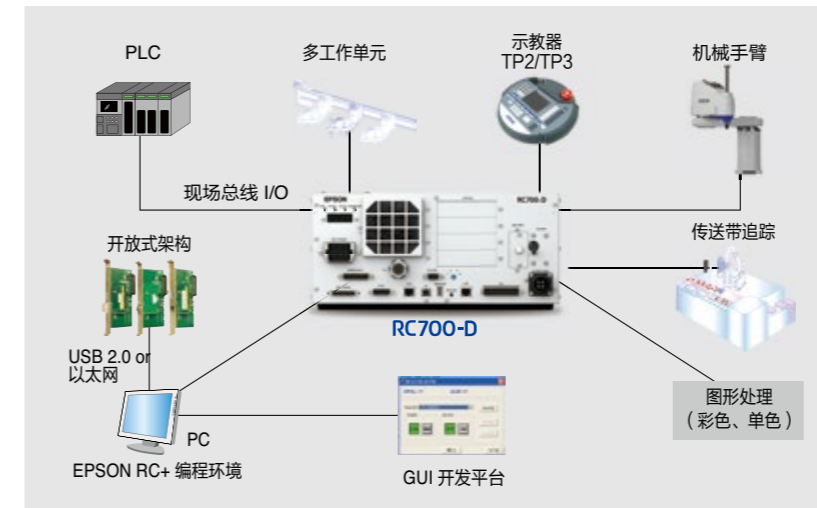 PLC
多工作单元
示教器
TP2/TP3
机械手臂
现场总线 I/O
EPSON
RC700-D
开放式架构
传送带追踪
RC700-D
USB 2.0 or
以太网
PC
EPSON RC+ 编程环境
GUI 开发平台
图形处理
（彩色、单色）